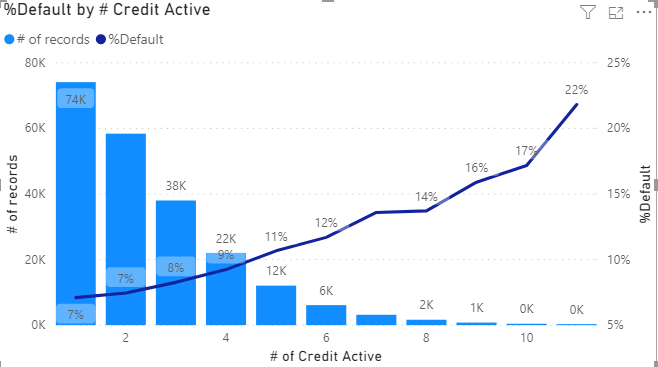 %Default by # Credit Active
# of records %Default
80K
60K
40K
20K
0K
# of records
25%
20%
15%
10%
5%
%Default
74K
38K
22K
12K
6K
2K
1K
0K
0K
7%
7%
8%
9%
11%
12%
14%
16%
17%
22%
2
4
6
8
10
# of Credit Active